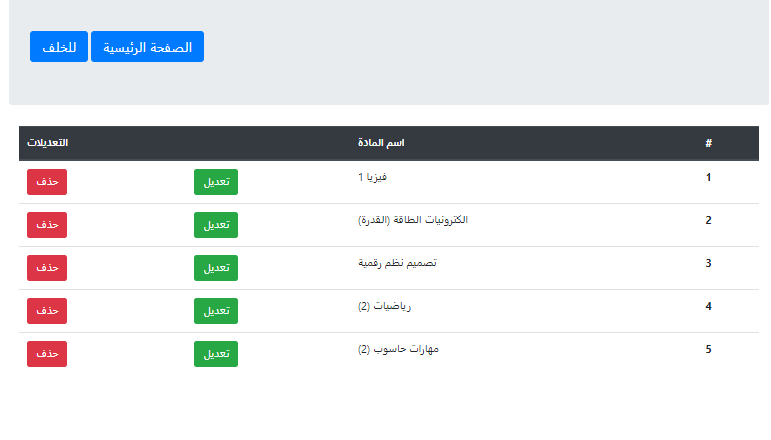 الصفحة الرئيسية للخلف
# اسم المادة التعديلات
1 فيزيا 1 تعديل حذف
2 الكترونيات الطاقة (القدرة) تعديل حذف
3 تصميم نظم رقمية تعديل حذف
4 رياضيات (2) تعديل حذف
5 مهارات حاسوب (2) تعديل حذف